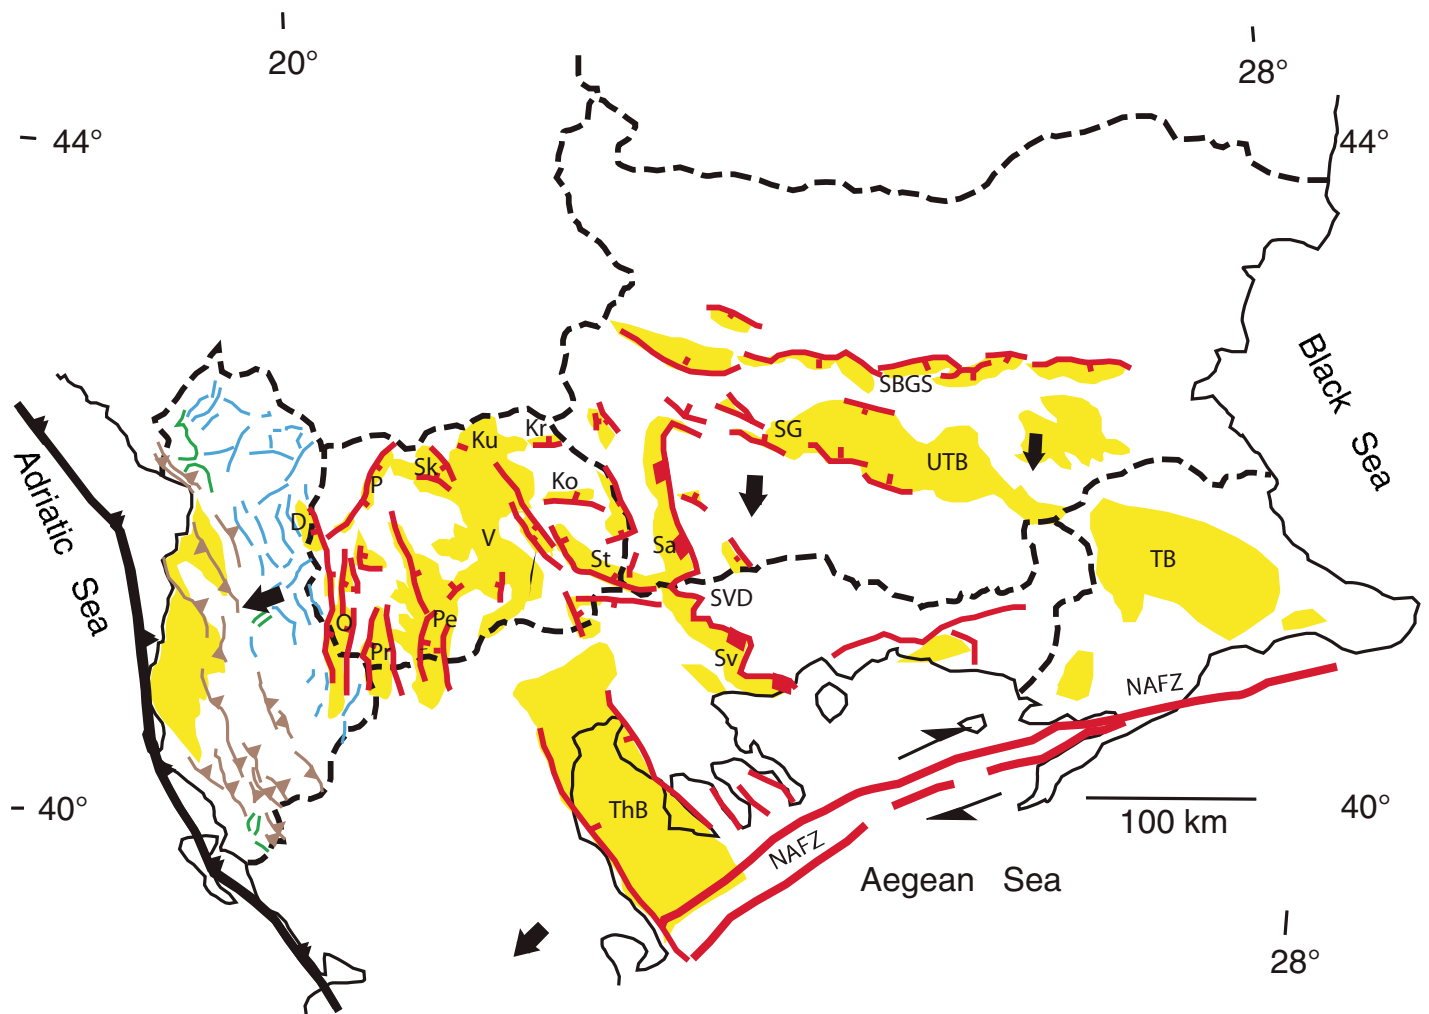 20°
28°
44°
44°
Black Sea
SBGS
Kr
SG
Ku
UTB
Sk
P
Ko
Adriatic Sea
D
V
St
Sa
TB
SVD
Q
Pe
Pr
Sv
NAFZ
40°
ThB
40°
100 km
NAFZ
Aegean Sea
28°